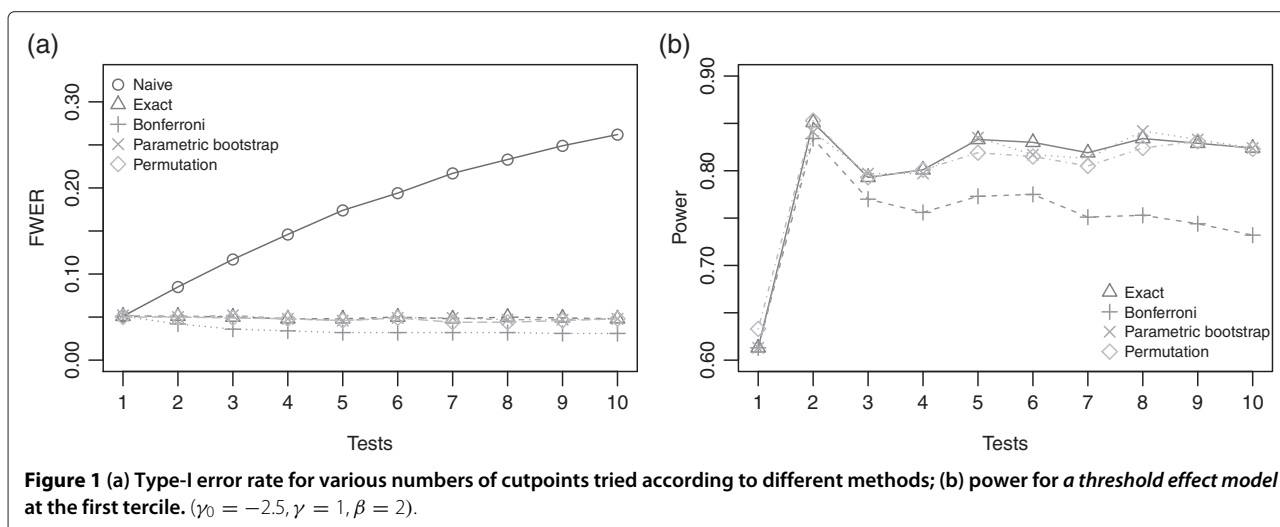 (a)
FWER
0.30
0.20
0.10
0.00
Naive
Exact
Bonferroni
Parametric bootstrap
Permutation
1 2 3 4 5 6 7 8 9 10
Tests
(b)
Power
0.90
0.80
0.70
0.60
Exact
Bonferroni
Parametric bootstrap
Permutation
1 2 3 4 5 6 7 8 9 10
Tests
Figure 1 (a) Type-I error rate for various numbers of cutpoints tried according to different methods; (b) power for a threshold effect model
at the first tercile. (γ₀ = −2.5, γ = 1, β = 2).